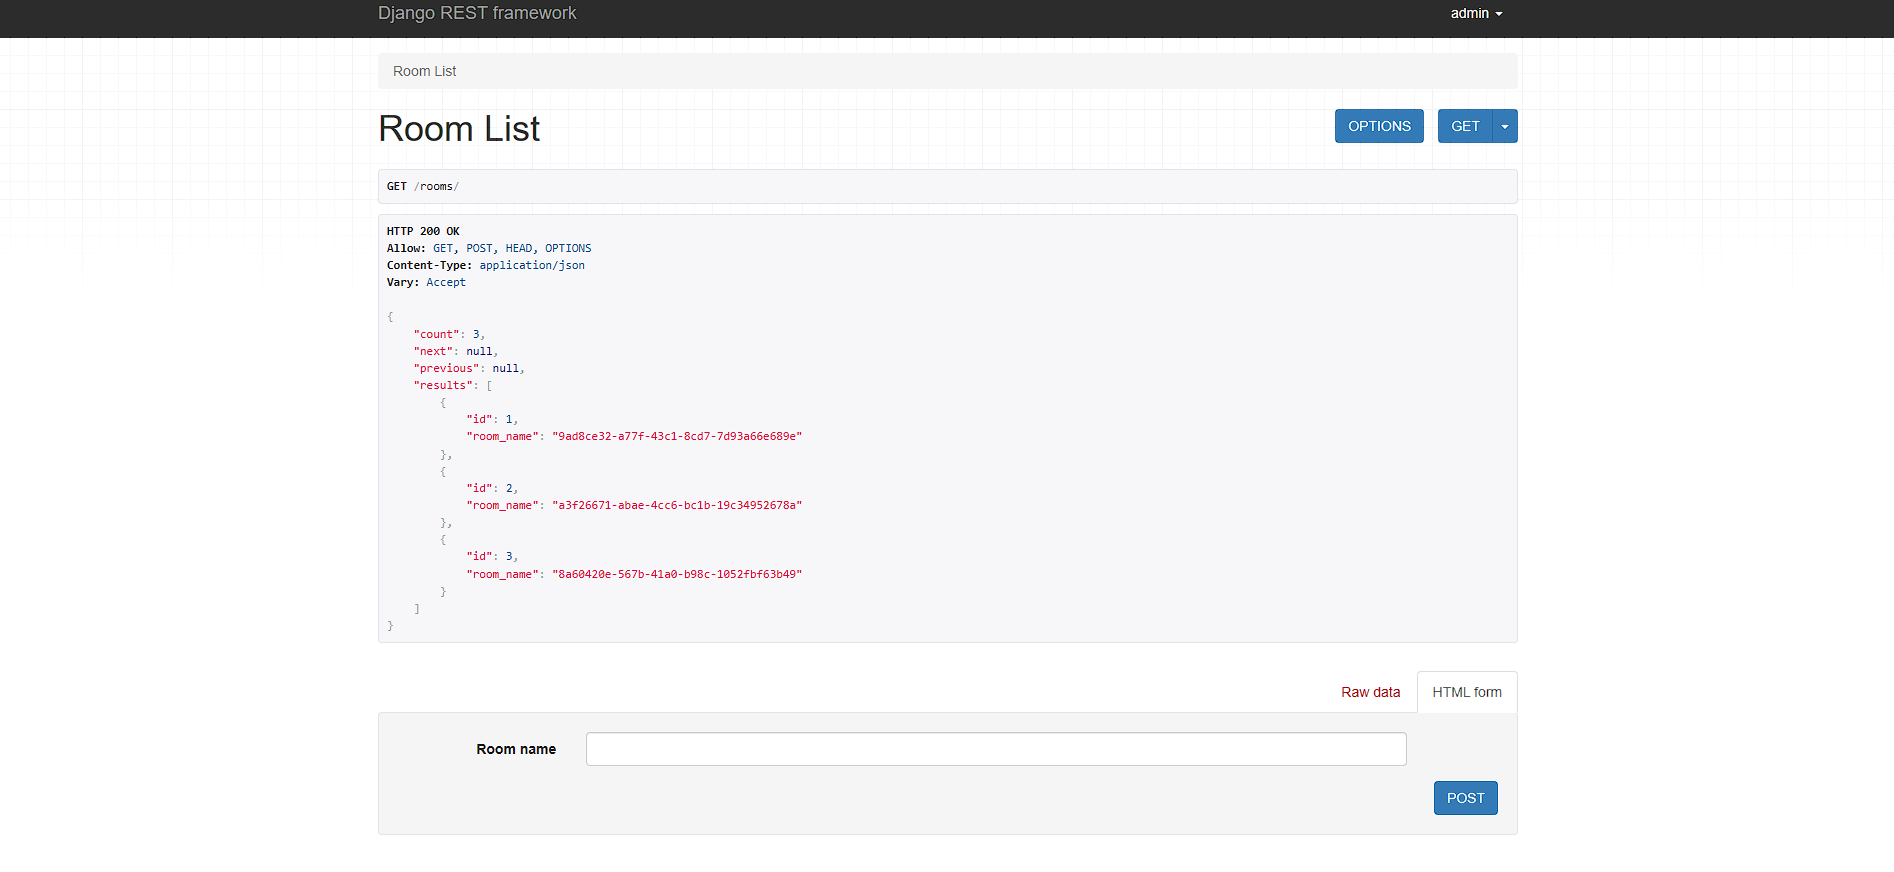 Django REST framework
admin
Room List
Room List
OPTIONS
GET
GET /rooms/
HTTP 200 OK
Allow: GET, POST, HEAD, OPTIONS
Content-Type: application/json
Vary: Accept
{
"count": 3,
"next": null,
"previous": null,
"results": [
{
"id": 1,
"room_name": "9ad8ce32-a77f-43c1-8cd7-7d93a66e689e"
},
{
"id": 2,
"room_name": "a3f26671-abae-4cc6-bc1b-19c34952678a"
},
{
"id": 3,
"room_name": "8a60420e-567b-41a0-b98c-1052fbf63b49"
}
]
}
Raw data
HTML form
Room name
POST